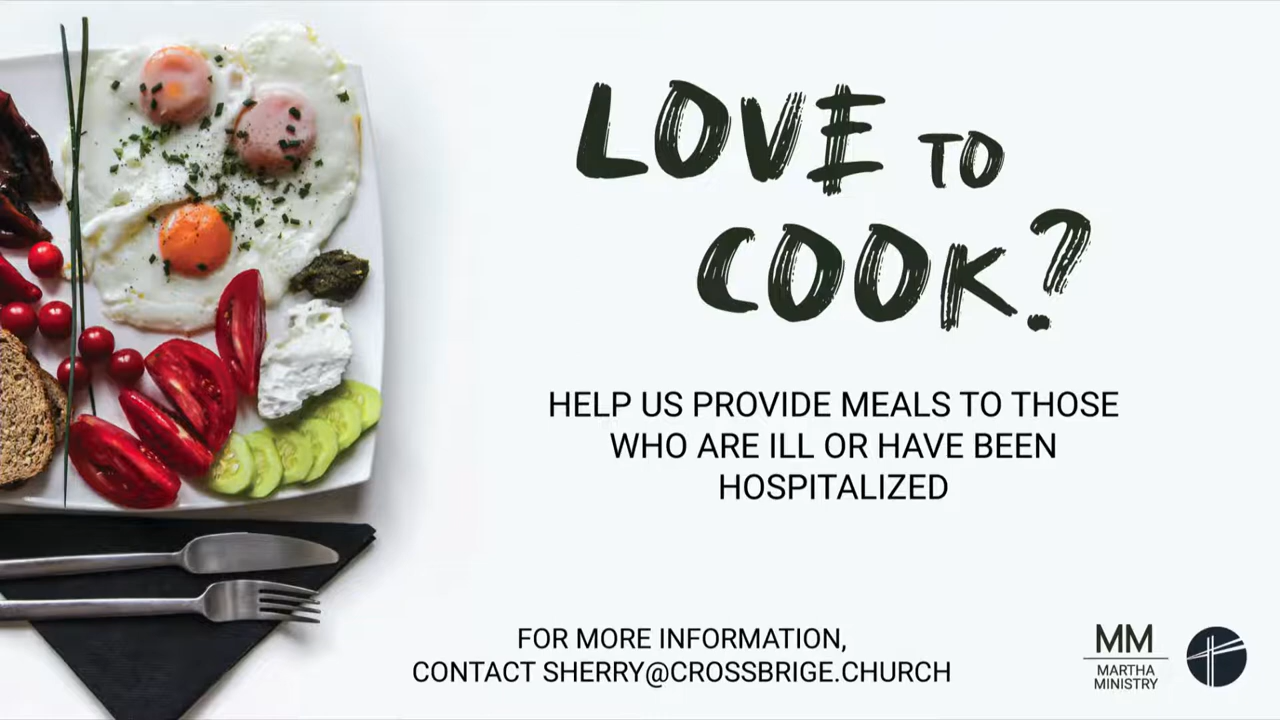 LOVE TO
COOK?
HELP US PROVIDE MEALS TO THOSE
WHO ARE ILL OR HAVE BEEN
HOSPITALIZED
FOR MORE INFORMATION,
CONTACT SHERRY@CROSSBRIGE.CHURCH
MM
MARTHA
MINISTRY